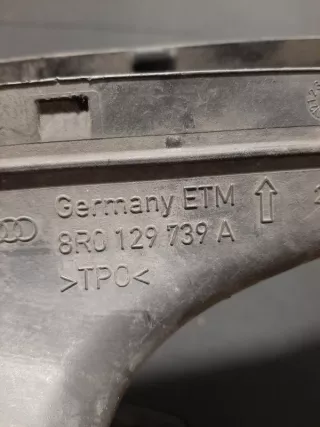 Germany ETM
8R0 129 739 A
>TPO<